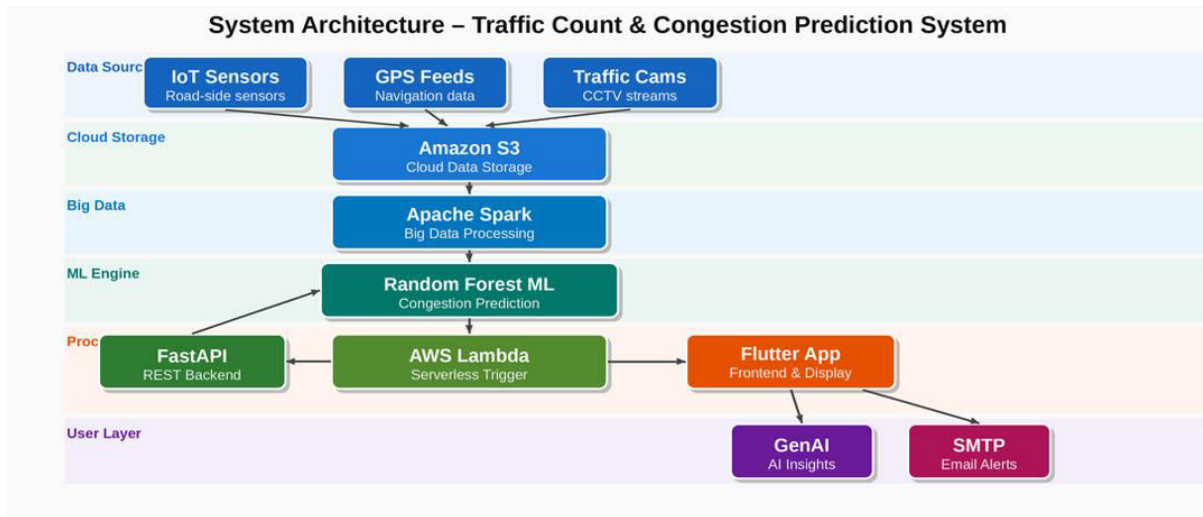 System Architecture – Traffic Count & Congestion Prediction System
Data Sourc
IoT Sensors
Road-side sensors
GPS Feeds
Navigation data
Traffic Cams
CCTV streams
Cloud Storage
Amazon S3
Cloud Data Storage
Big Data
Apache Spark
Big Data Processing
ML Engine
Random Forest ML
Congestion Prediction
Proc
FastAPI
REST Backend
AWS Lambda
Serverless Trigger
Flutter App
Frontend & Display
User Layer
GenAI
AI Insights
SMTP
Email Alerts